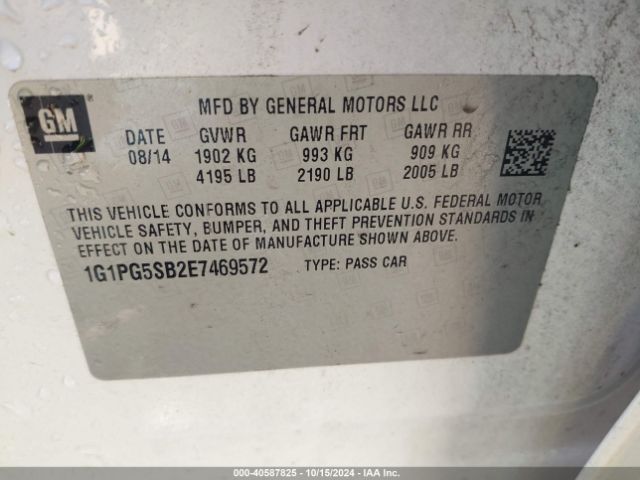 GM
MFD BY GENERAL MOTORS LLC
DATE GVWR GAWR FRT GAWR RR
08/14 1902 KG 993 KG 909 KG
4195 LB 2190 LB 2005 LB
THIS VEHICLE CONFORMS TO ALL APPLICABLE U.S. FEDERAL MOTOR
VEHICLE SAFETY, BUMPER, AND THEFT PREVENTION STANDARDS IN
EFFECT ON THE DATE OF MANUFACTURE SHOWN ABOVE.
1G1PG5SB2E7469572 TYPE: PASS CAR
000-40587825 | 10/15/2024 | IAA Inc.